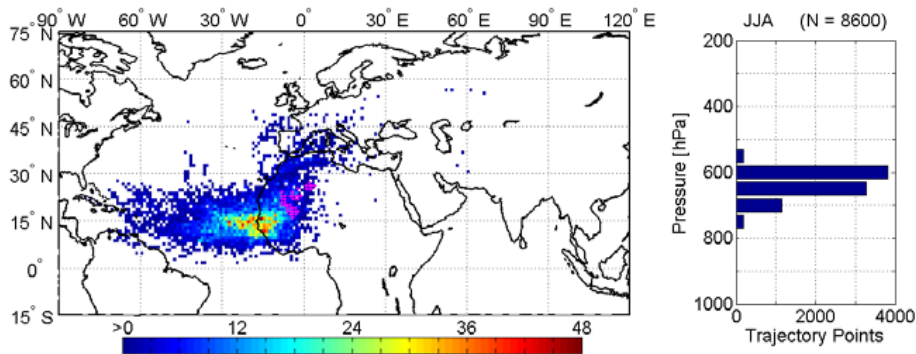 90° W 60° W 30° W 0° E 30° E 60° E 90° E 120° E
75° N
60° N
45° N
30° N
15° N
0° N
15° S
>0 12 24 36 48
JJA (N = 8600)
200
400
600
800
1000
Pressure [hPa]
0 2000 4000
Trajectory Points